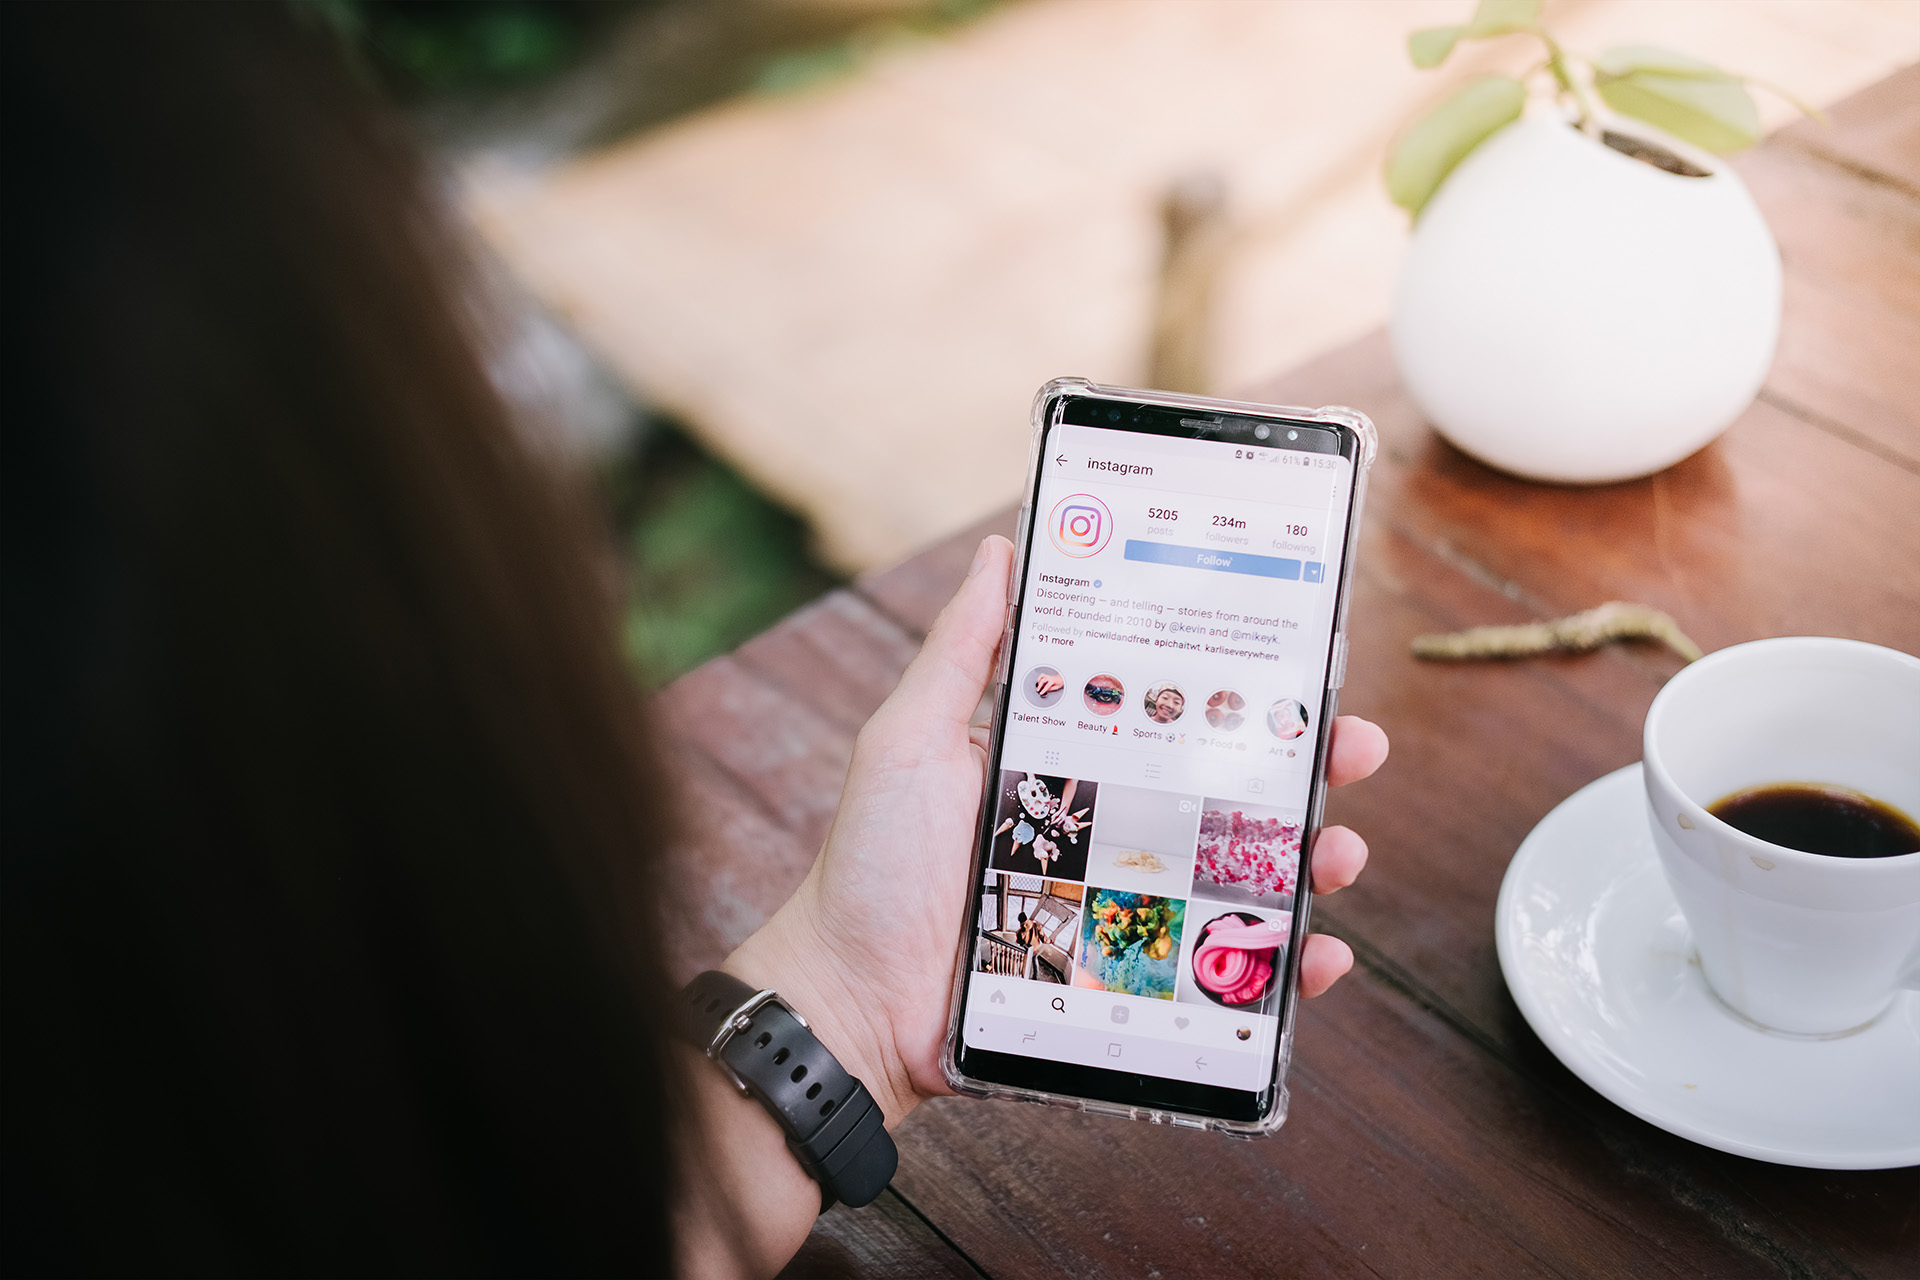 61% 15:30
instagram
5205 234m 180
posts followers following
Follow
Instagram
Discovering — and telling — stories from around the
world. Founded in 2010 by @kevin and @mikeyk.
Followed by nicwildandfree, apichaitwt, karliseverywhere
+ 91 more
Talent Show Beauty Sports Food Art